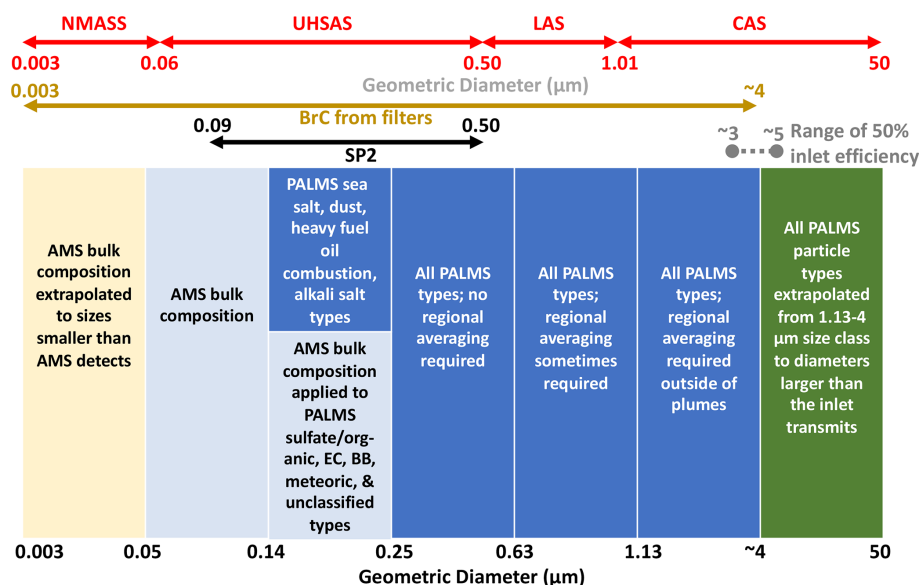 NMASS UHSAS LAS CAS
0.003 0.06 0.50 1.01 50
Geometric Diameter (µm)
0.003 ~4
BrC from filters
0.09 0.50
SP2
~3 ~5 Range of 50%
inlet efficiency
AMS bulk
composition
extrapolated
to sizes
smaller than
AMS detects
AMS bulk
composition
PALMS sea
salt, dust,
heavy fuel
oil
combustion,
alkali salt
types
AMS bulk
composition
applied to
PALMS
sulfate/org-
anic, EC, BB,
meteoric, &
unclassified
types
All PALMS
types; no
regional
averaging
required
All PALMS
types;
regional
averaging
sometimes
required
All PALMS
types;
regional
averaging
required
outside of
plumes
All PALMS
particle
types
extrapolated
from 1.13-4
µm size class
to diameters
larger than
the inlet
transmits
0.003 0.05 0.14 0.25 0.63 1.13 ~4 50
Geometric Diameter (µm)